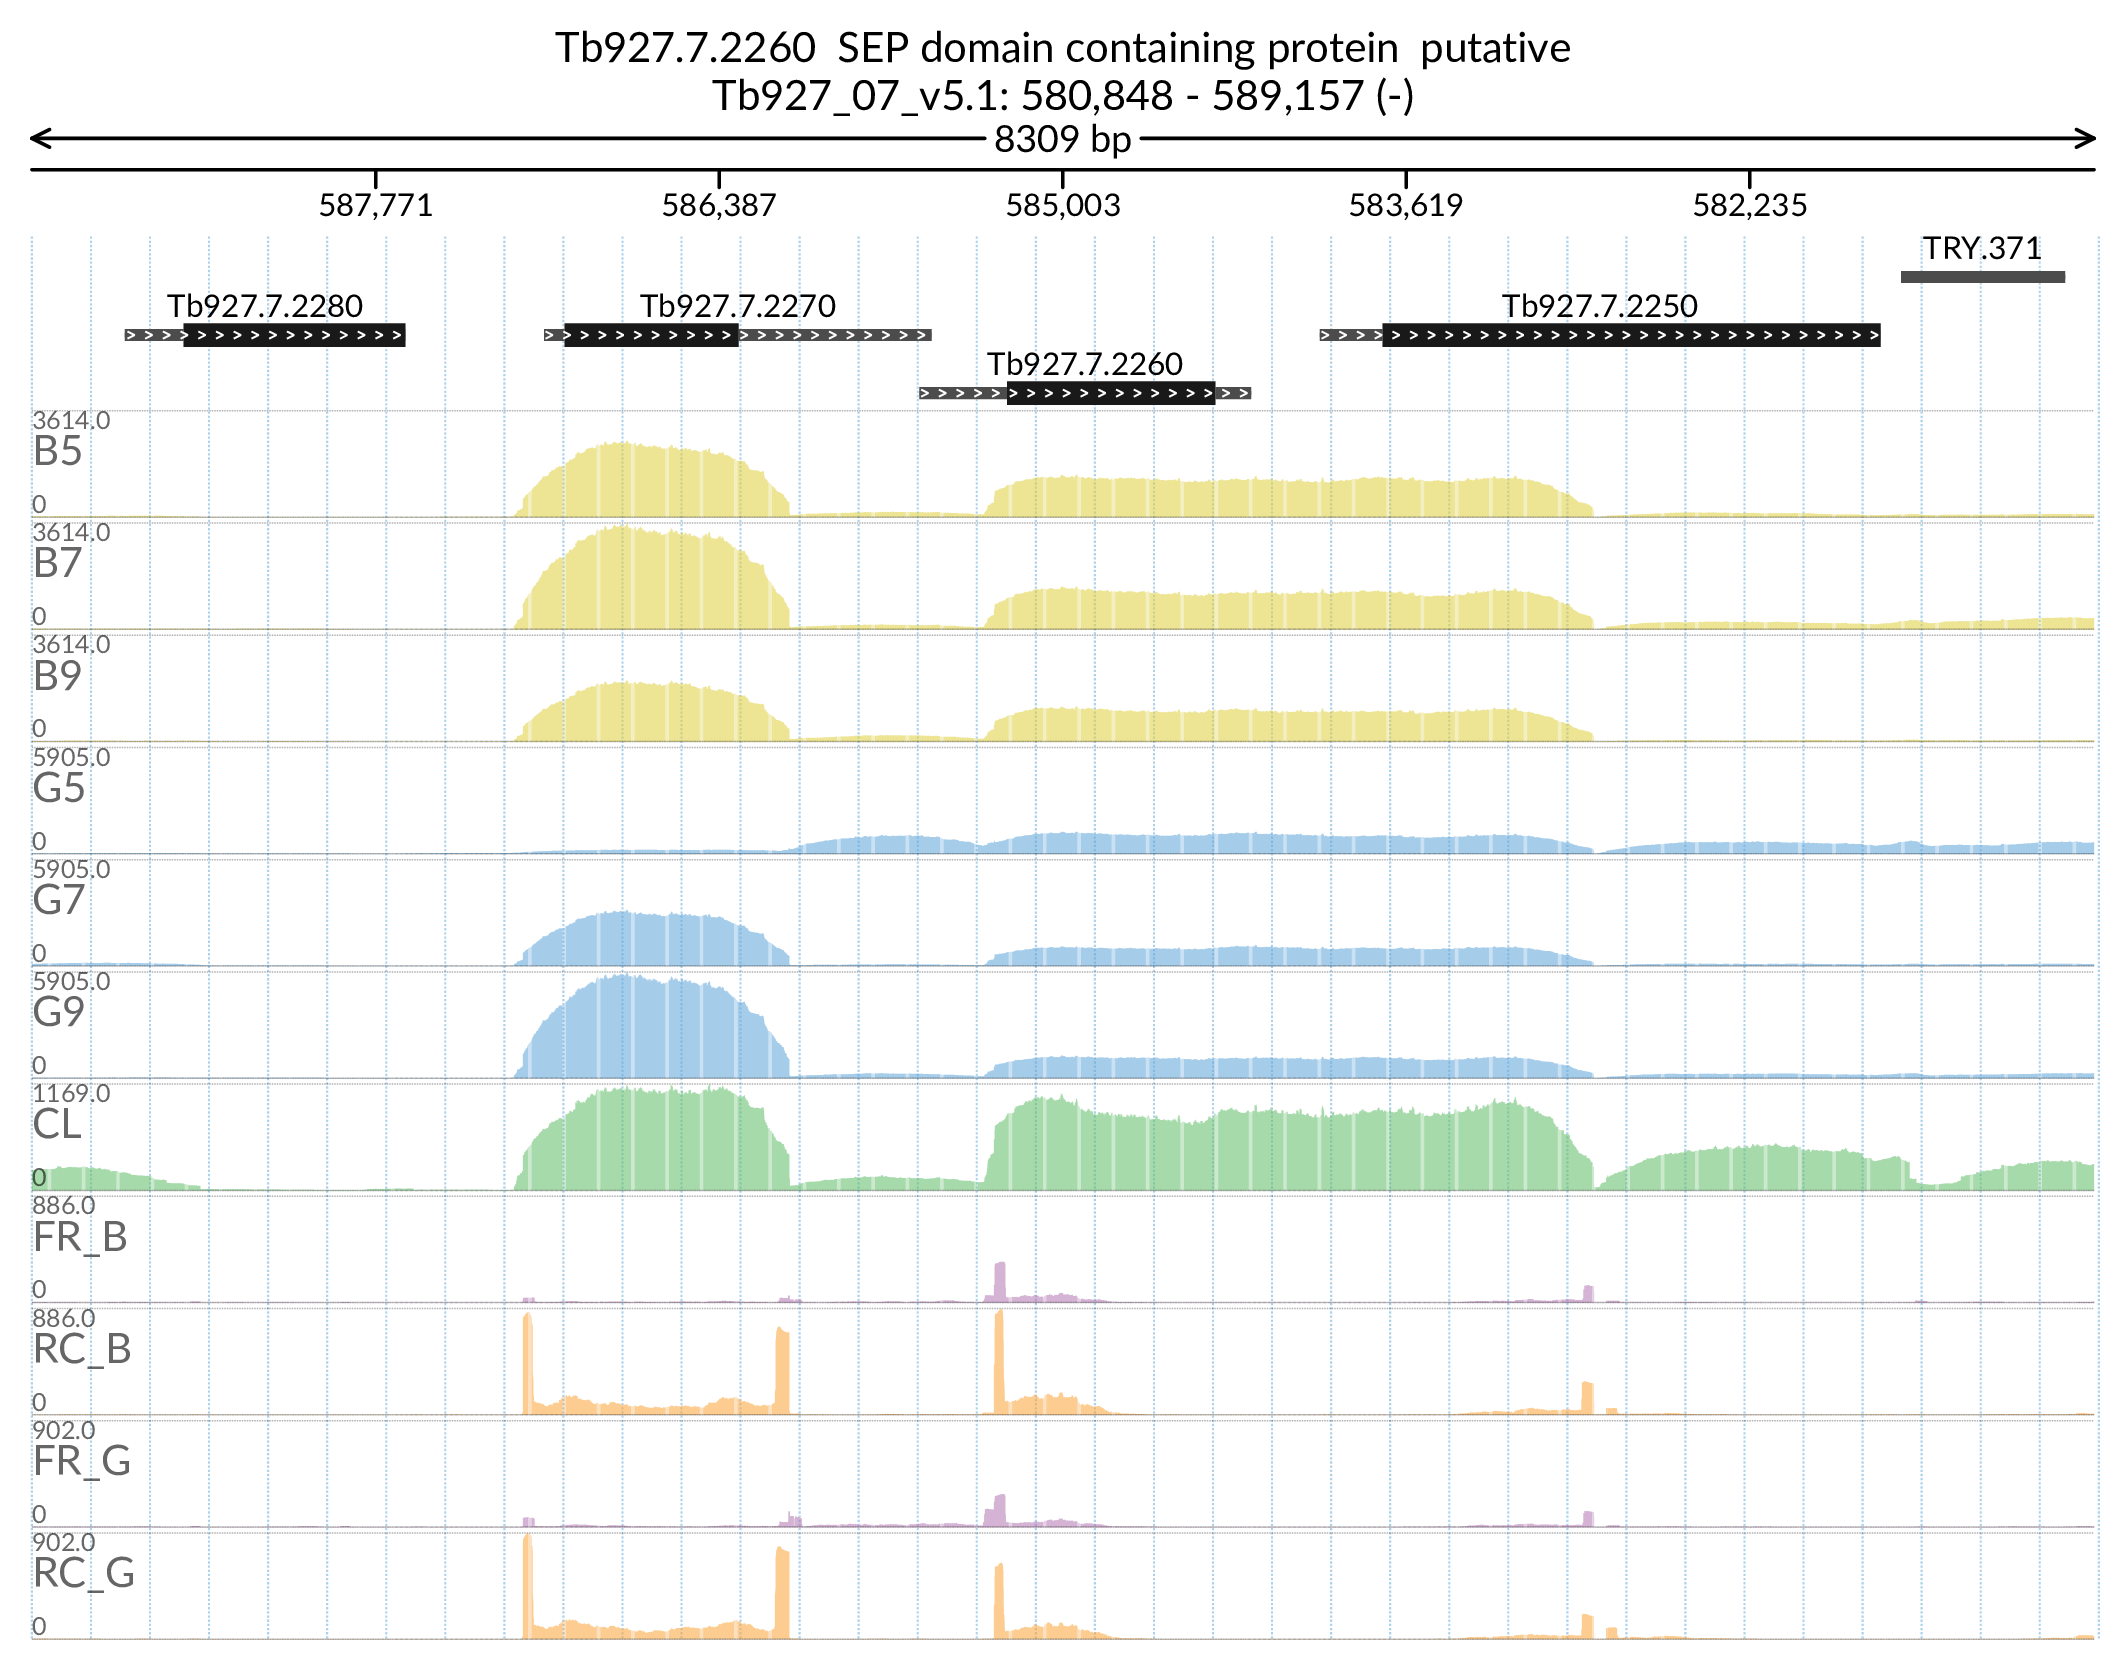 Tb927.7.2260  SEP domain containing protein  putative
Tb927_07_v5.1: 580,848 - 589,157 (-)
8309 bp
587,771 586,387 585,003 583,619 582,235
TRY.371
Tb927.7.2280 Tb927.7.2270 Tb927.7.2250
Tb927.7.2260
3614.0
B5
0
3614.0
B7
0
3614.0
B9
0
5905.0
G5
0
5905.0
G7
0
5905.0
G9
0
1169.0
CL
0
886.0
FR_B
0
886.0
RC_B
0
902.0
FR_G
0
902.0
RC_G
0